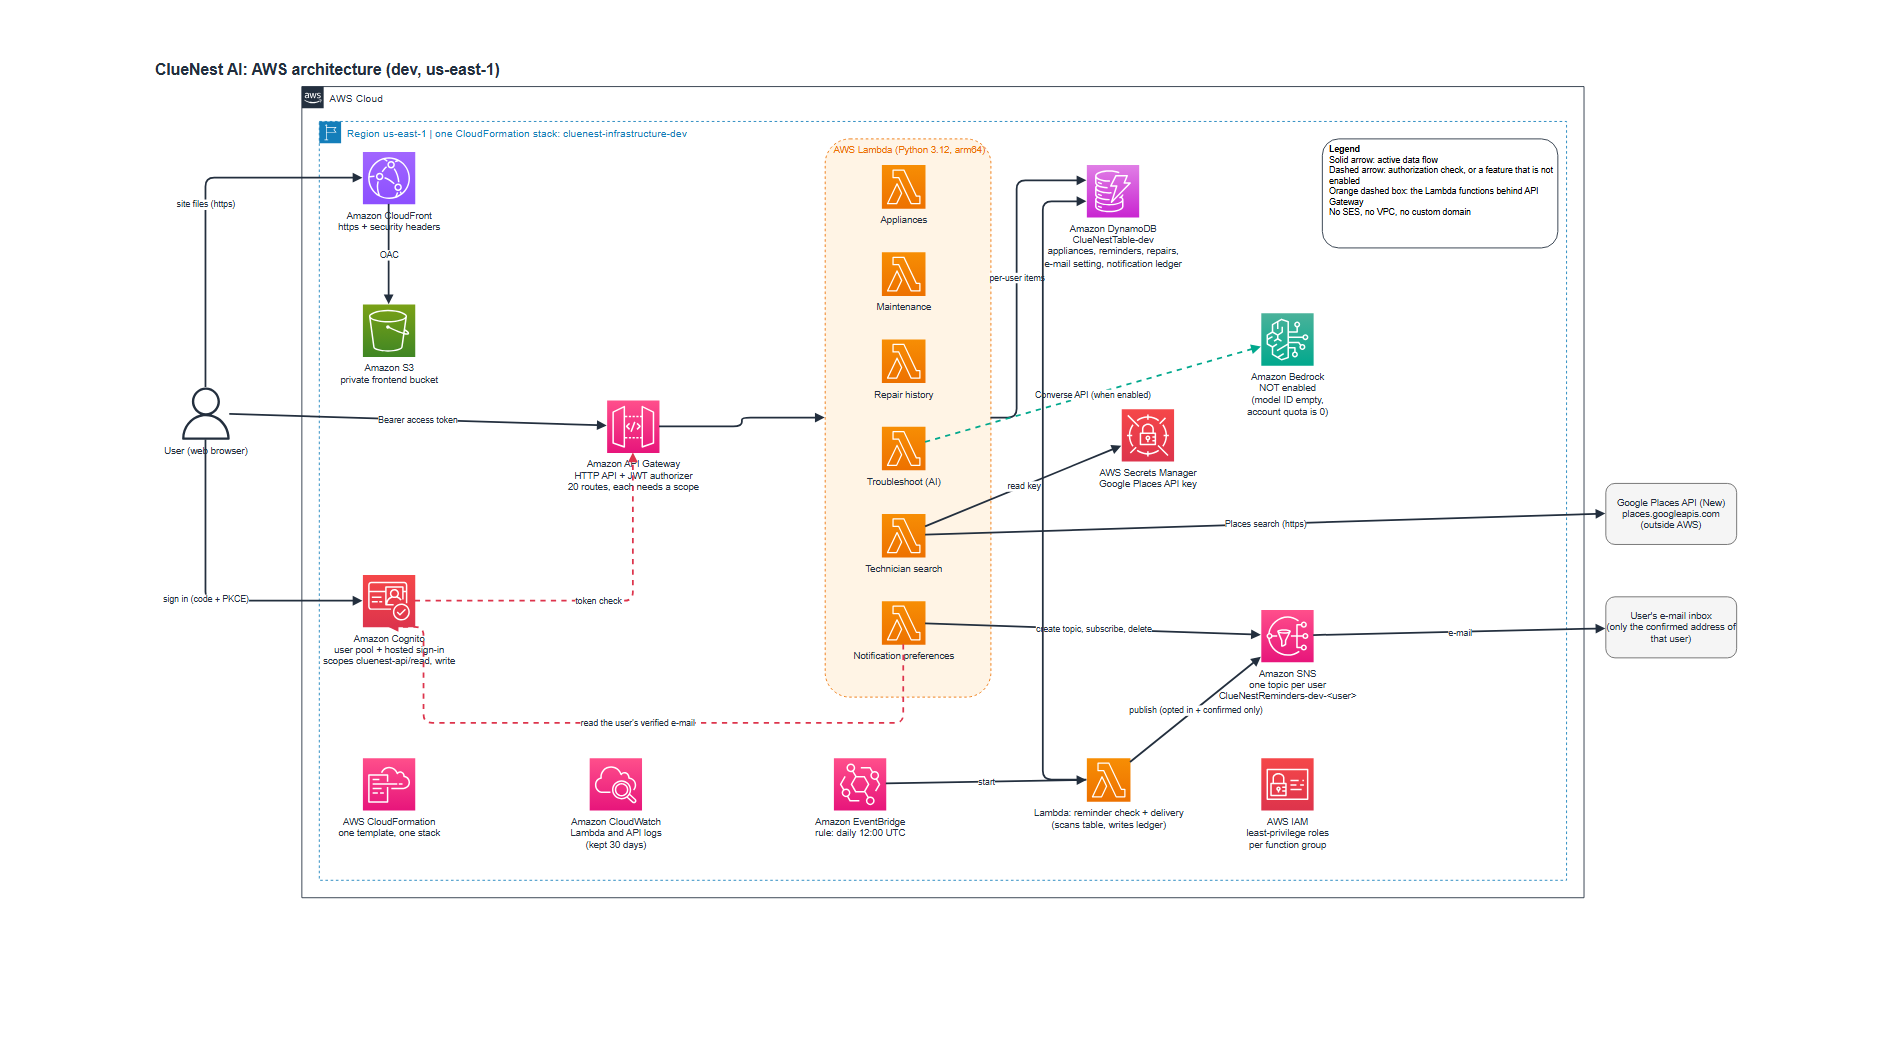 ClueNest AI: AWS architecture (dev, us-east-1)
aws
AWS Cloud
Region us-east-1 | one CloudFormation stack: cluenest-infrastructure-dev
Legend
Solid arrow: active data flow
Dashed arrow: authorization check, or a feature that is not
enabled
Orange dashed box: the Lambda functions behind API
Gateway
No SES, no VPC, no custom domain
site files (https)
Amazon CloudFront
https + security headers
OAC
Amazon S3
private frontend bucket
User (web browser)
Bearer access token
Amazon API Gateway
HTTP API + JWT authorizer
20 routes, each needs a scope
sign in (code + PKCE)
token check
Amazon Cognito
user pool + hosted sign-in
scopes cluenest-api/read, write
read the user's verified e-mail
AWS Lambda (Python 3.12, arm64)
Appliances
Maintenance
Repair history
Troubleshoot (AI)
Technician search
Notification preferences
per-user items
Amazon DynamoDB
ClueNestTable-dev
appliances, reminders, repairs,
e-mail setting, notification ledger
Converse API (when enabled)
Amazon Bedrock
NOT enabled
(model ID empty,
account quota is 0)
read key
AWS Secrets Manager
Google Places API key
Places search (https)
Google Places API (New)
places.googleapis.com
(outside AWS)
create topic, subscribe, delete
Amazon SNS
one topic per user
ClueNestReminders-dev-<user>
e-mail
User's e-mail inbox
(only the confirmed address of
that user)
publish (opted in + confirmed only)
AWS CloudFormation
one template, one stack
Amazon CloudWatch
Lambda and API logs
(kept 30 days)
Amazon EventBridge
rule: daily 12:00 UTC
start
Lambda: reminder check + delivery
(scans table, writes ledger)
AWS IAM
least-privilege roles
per function group